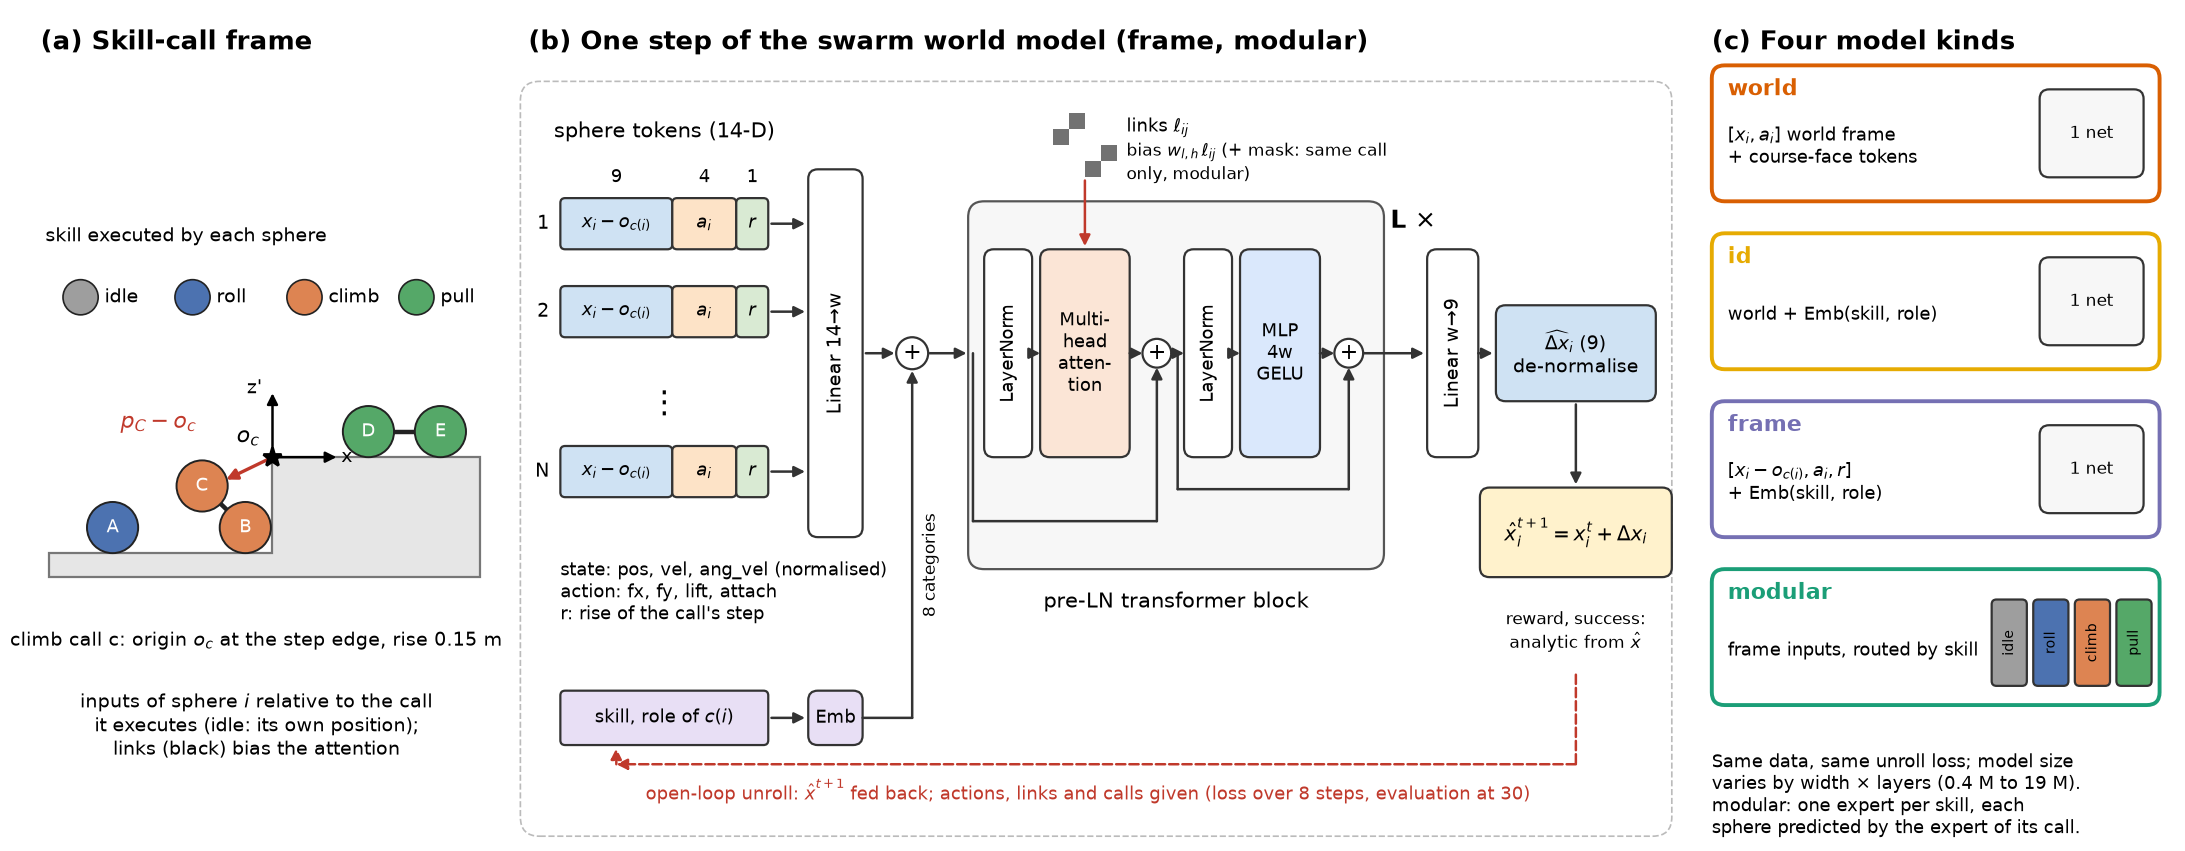 (a) Skill-call frame
skill executed by each sphere
idle
roll
climb
pull
z'
p_C − o_c
o_c
x
D
E
C
A
B
climb call c: origin o_c at the step edge, rise 0.15 m
inputs of sphere i relative to the call
it executes (idle: its own position);
links (black) bias the attention
(b) One step of the swarm world model (frame, modular)
sphere tokens (14-D)
9 4 1
1 x_i − o_c(i) a_i r
2 x_i − o_c(i) a_i r
⋮
N x_i − o_c(i) a_i r
Linear 14→w
state: pos, vel, ang_vel (normalised)
action: fx, fy, lift, attach
r: rise of the call's step
skill, role of c(i)
Emb
8 categories
+
links ℓ_ij
bias w_l,h ℓ_ij (+ mask: same call
only, modular)
L ×
LayerNorm
Multi-
head
atten-
tion
+
LayerNorm
MLP
4w
GELU
+
pre-LN transformer block
Linear w→9
Δ̂x_i (9)
de-normalise
x̂_i^{t+1} = x_i^t + Δx_i
reward, success:
analytic from x̂
open-loop unroll: x̂^{t+1} fed back; actions, links and calls given (loss over 8 steps, evaluation at 30)
(c) Four model kinds
world
[x_i, a_i] world frame
+ course-face tokens
1 net
id
world + Emb(skill, role)
1 net
frame
[x_i − o_c(i), a_i, r]
+ Emb(skill, role)
1 net
modular
frame inputs, routed by skill
idle
roll
climb
pull
Same data, same unroll loss; model size
varies by width × layers (0.4 M to 19 M).
modular: one expert per skill, each
sphere predicted by the expert of its call.